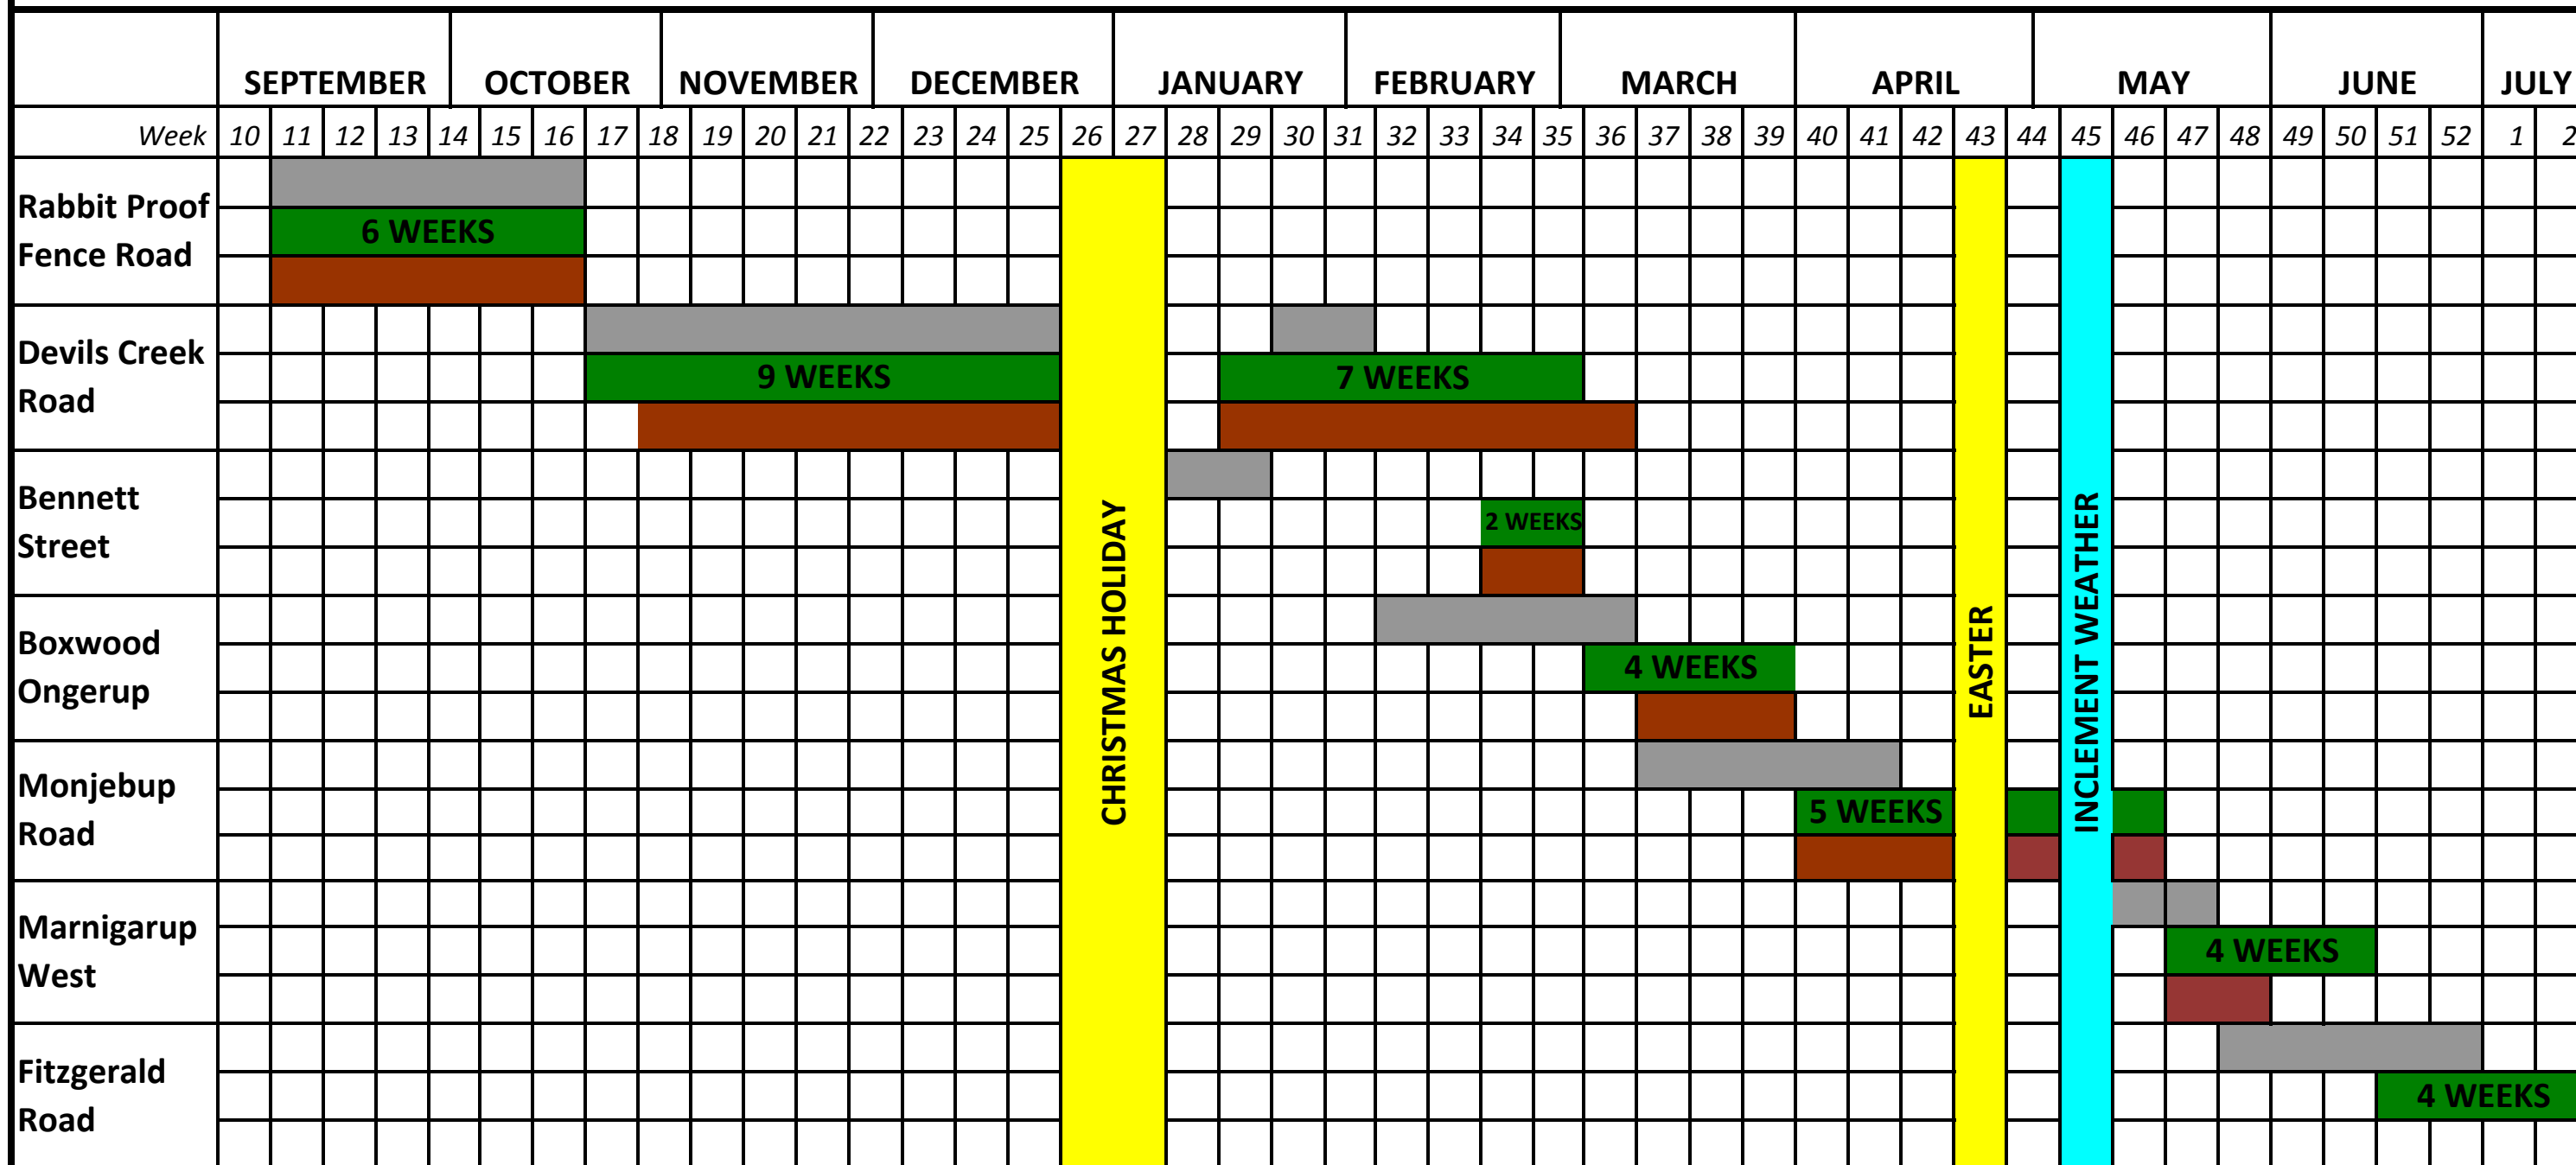 SEPTEMBER OCTOBER NOVEMBER DECEMBER JANUARY FEBRUARY MARCH APRIL MAY JUNE JULY
Week 10 11 12 13 14 15 16 17 18 19 20 21 22 23 24 25 26 27 28 29 30 31 32 33 34 35 36 37 38 39 40 41 42 43 44 45 46 47 48 49 50 51 52 1 2
Rabbit Proof
Fence Road
6 WEEKS
Devils Creek
Road
9 WEEKS
7 WEEKS
Bennett
Street
2 WEEKS
Boxwood
Ongerup
4 WEEKS
Monjebup
Road
5 WEEKS
Marnigarup
West
4 WEEKS
Fitzgerald
Road
4 WEEKS
CHRISTMAS HOLIDAY
EASTER
INCLEMENT WEATHER